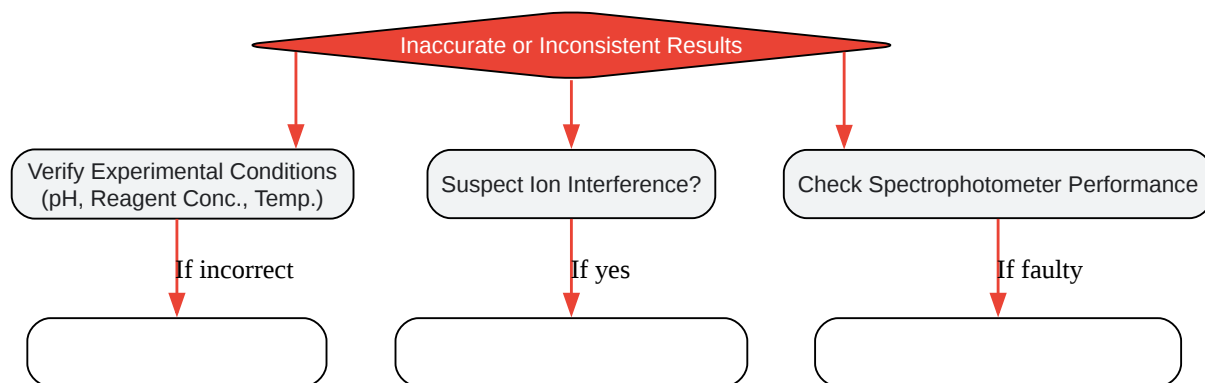 Inaccurate or Inconsistent Results
Verify Experimental Conditions
(pH, Reagent Conc., Temp.)
Suspect Ion Interference?
Check Spectrophotometer Performance
If incorrect
If yes
If faulty